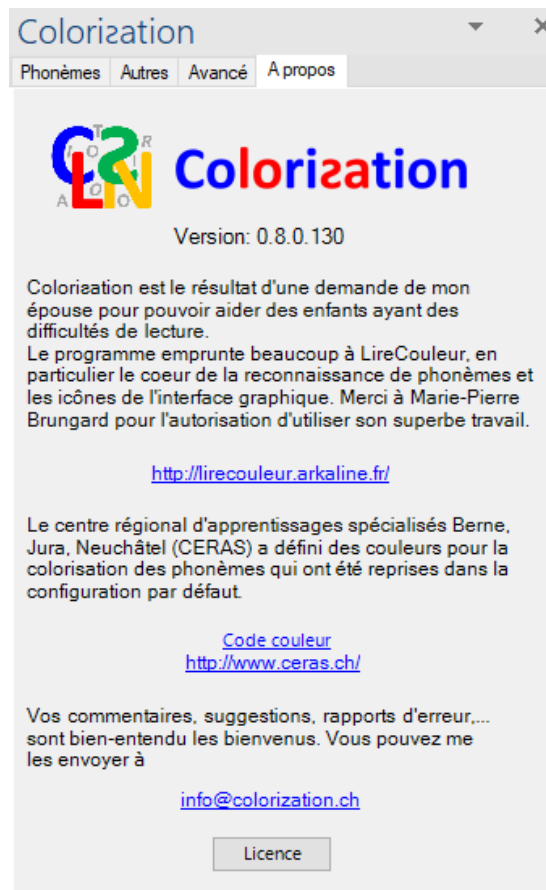 Coloriƨation
Phonèmes Autres Avancé A propos
Coloriƨation
Version: 0.8.0.130
Coloriƨation est le résultat d'une demande de mon
épouse pour pouvoir aider des enfants ayant des
difficultés de lecture.
Le programme emprunte beaucoup à LireCouleur, en
particulier le coeur de la reconnaissance de phonèmes et
les icônes de l'interface graphique. Merci à Marie-Pierre
Brungard pour l'autorisation d'utiliser son superbe travail.
http://lirecouleur.arkaline.fr/
Le centre régional d'apprentissages spécialisés Berne,
Jura, Neuchâtel (CERAS) a défini des couleurs pour la
colorisation des phonèmes qui ont été reprises dans la
configuration par défaut.
Code couleur
http://www.ceras.ch/
Vos commentaires, suggestions, rapports d'erreur,...
sont bien-entendu les bienvenus. Vous pouvez me
les envoyer à
info@colorization.ch
Licence